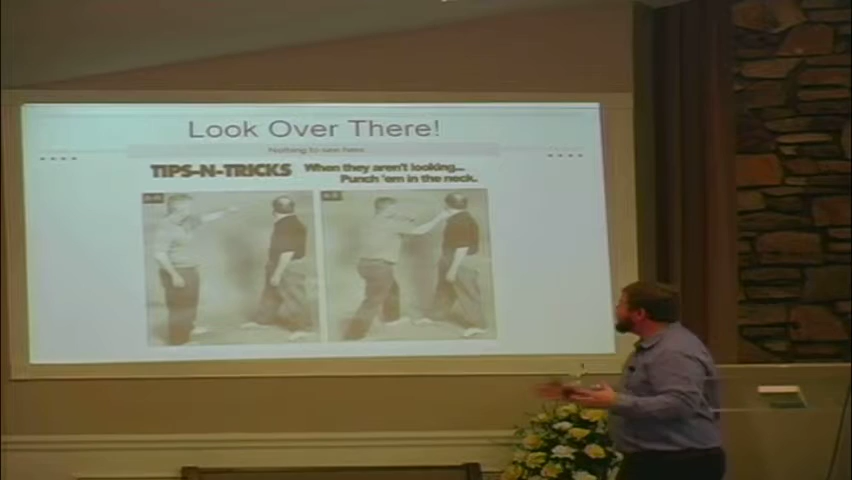 Look Over There!
Nothing to see here
TIPS-N-TRICKS When they aren't looking...
Punch 'em in the neck.